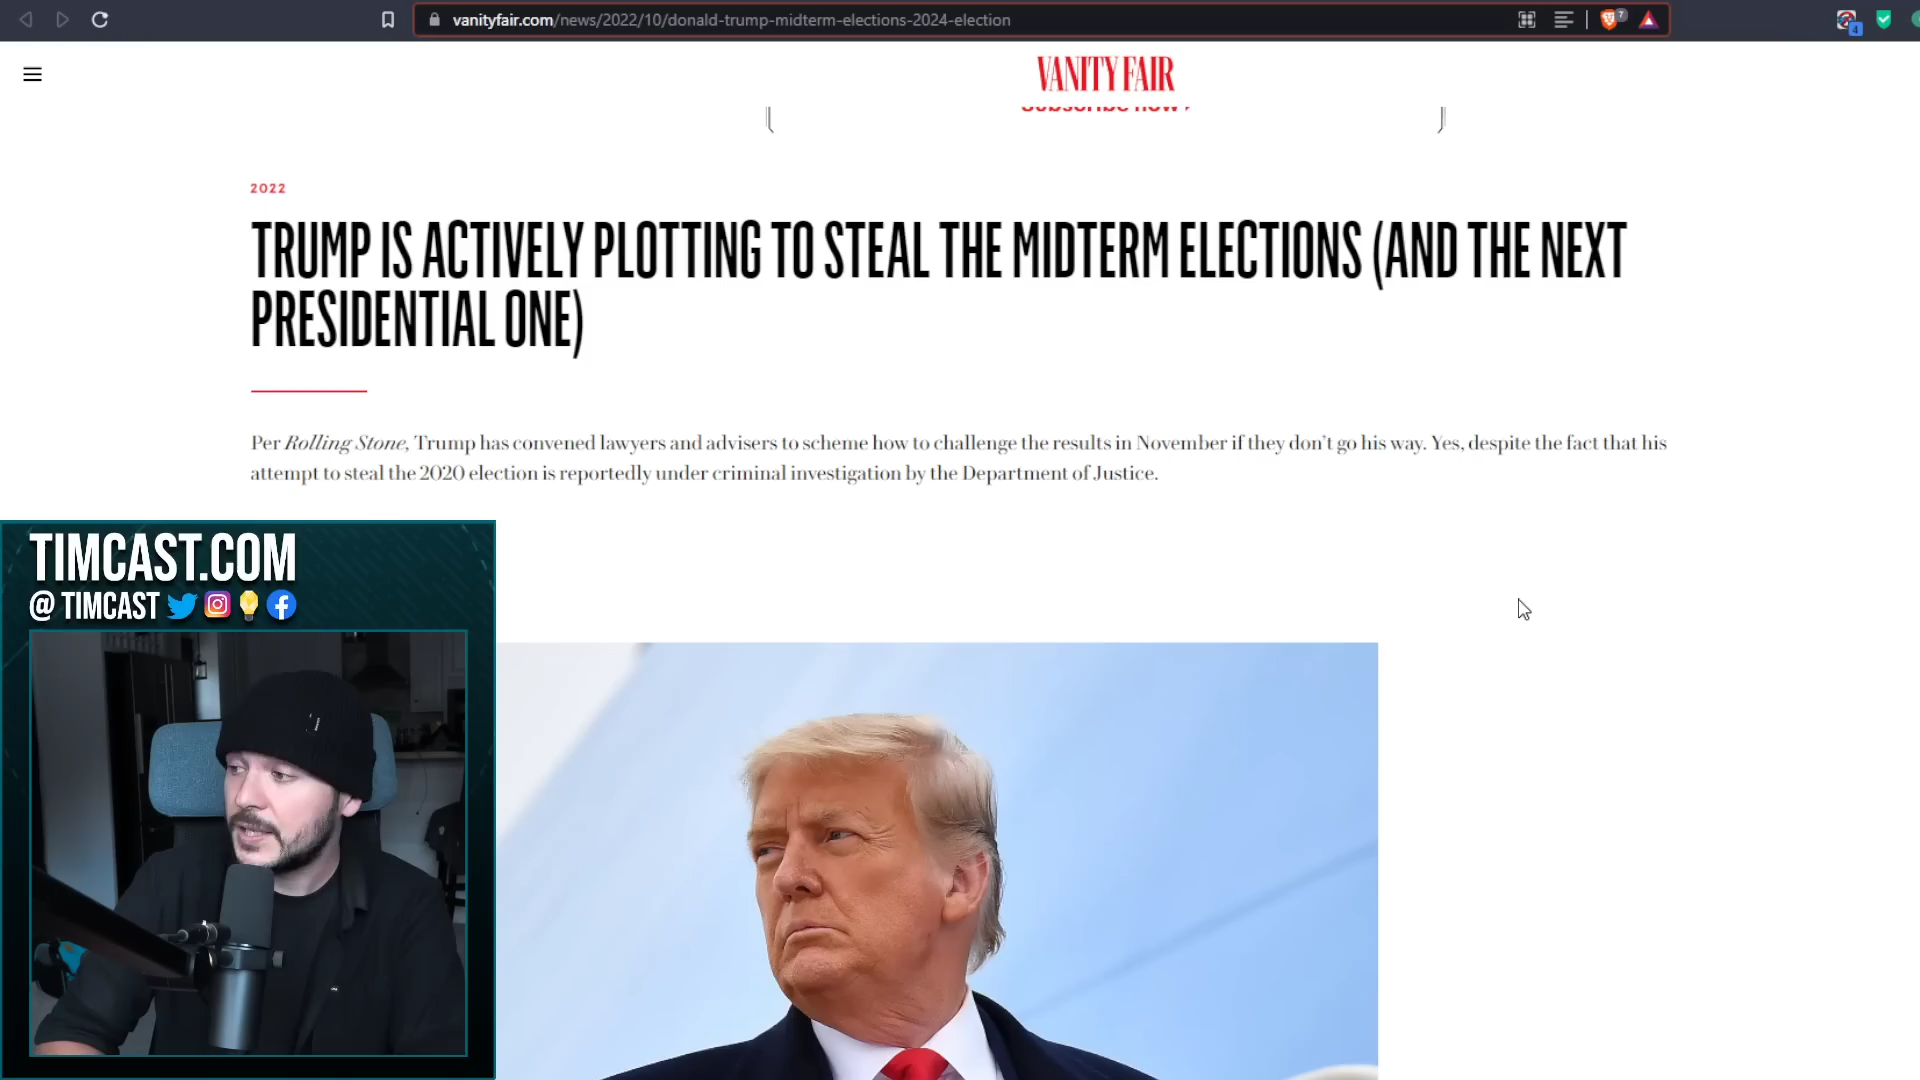 vanityfair.com/news/2022/10/donald-trump-midterm-elections-2024-election
7
4
VANITY FAIR
Subscribe now ›
2022
TRUMP IS ACTIVELY PLOTTING TO STEAL THE MIDTERM ELECTIONS (AND THE NEXT
PRESIDENTIAL ONE)
Per Rolling Stone, Trump has convened lawyers and advisers to scheme how to challenge the results in November if they don’t go his way. Yes, despite the fact that his
attempt to steal the 2020 election is reportedly under criminal investigation by the Department of Justice.
TIMCAST.COM
@ TIMCAST